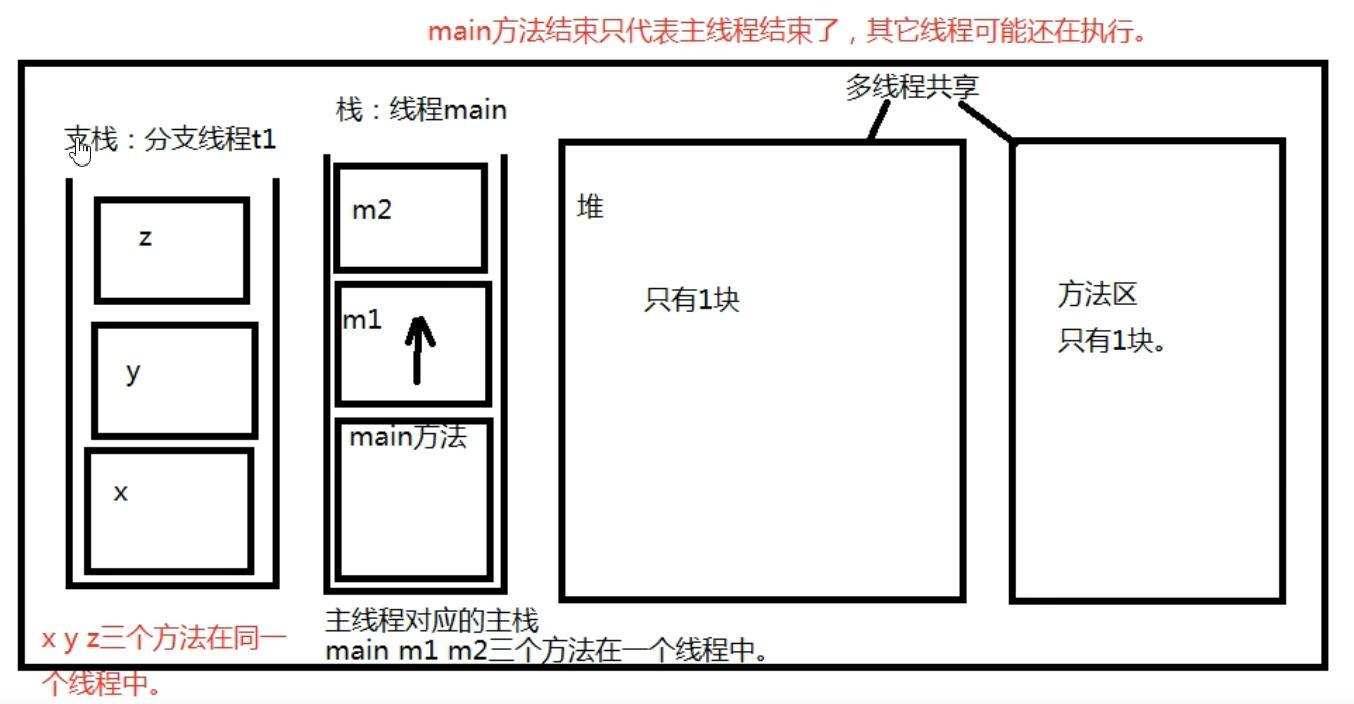 main方法结束只代表主线程结束了，其它线程可能还在执行。
多线程共享
栈：线程main
支栈：分支线程t1
z
y
x
m2
m1
main方法
堆
只有1块
方法区
只有1块。
x y z三个方法在同一
个线程中。
主线程对应的主栈
main m1 m2三个方法在一个线程中。